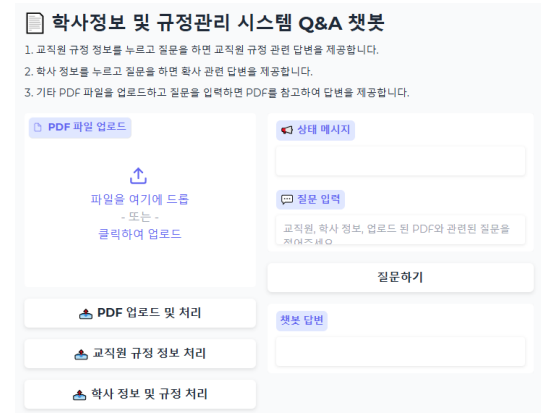 학사정보 및 규정관리 시스템 Q&A 챗봇
1. 교직원 규정 정보를 누르고 질문을 하면 교직원 규정 관련 답변을 제공합니다.
2. 학사 정보를 누르고 질문을 하면 확사 관련 답변을 제공합니다.
3. 기타 PDF 파일을 업로드하고 질문을 입력하면 PDF를 참고하여 답변을 제공합니다.
PDF 파일 업로드
파일을 여기에 드롭
- 또는 -
클릭하여 업로드
PDF 업로드 및 처리
교직원 규정 정보 처리
학사 정보 및 규정 처리
상태 메시지
질문 입력
교직원, 학사 정보, 업로드 된 PDF와 관련된 질문을
적어주세요
질문하기
챗봇 답변